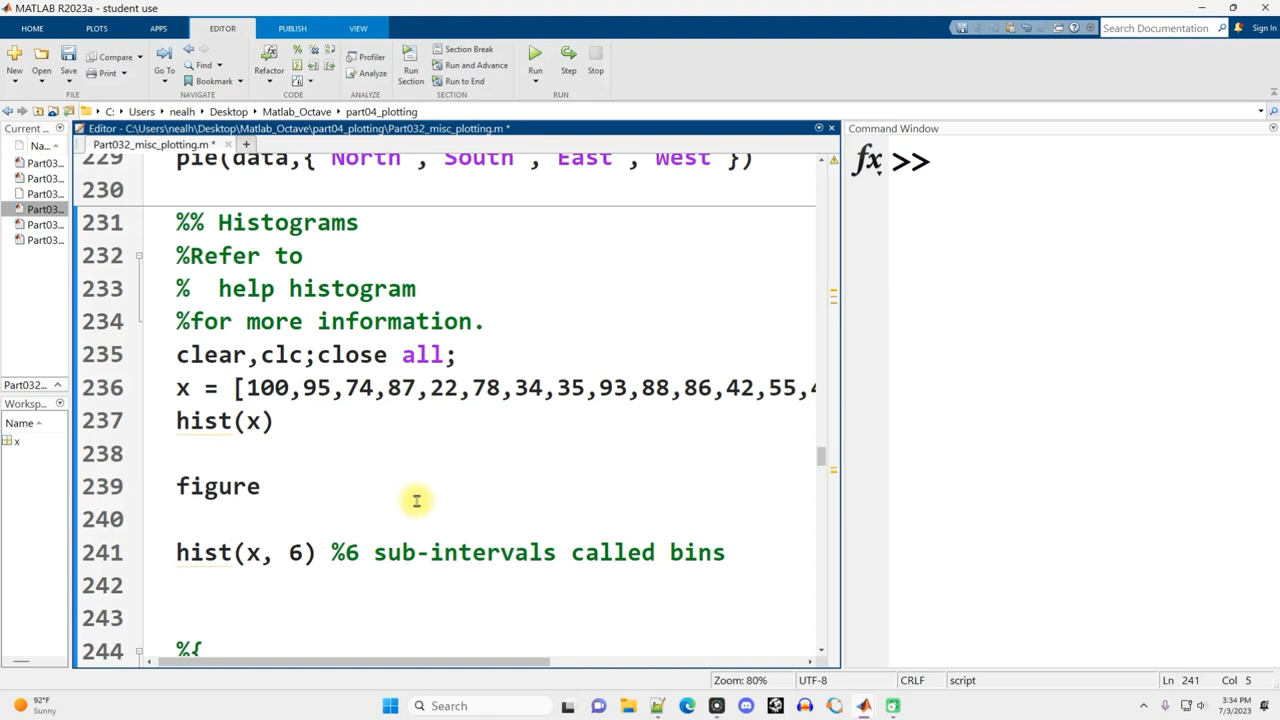 MATLAB R2023a - student use
HOME PLOTS APPS EDITOR PUBLISH VIEW Search Documentation Sign In
New Open Save Compare Print Go To Find Bookmark Refactor Profiler Analyze Run Section Section Break Run and Advance Run to End Run Step Stop
FILE NAVIGATE CODE ANALYZE SECTION RUN
C: Users nealh Desktop Matlab_Octave part04_plotting
Current ... Editor - C:\Users\nealh\Desktop\Matlab_Octave\part04_plotting\Part032_misc_plotting.m * Command Window
Na... Part032_misc_plotting.m * +
Part03...
Part03...
Part03...
Part03...
Part03...
Part03...
Part032...
Worksp...
Name
x
229 pie(data,{'North','South','East','West'})
230
231 %% Histograms
232 %Refer to
233 % help histogram
234 %for more information.
235 clear,clc;close all;
236 x = [100,95,74,87,22,78,34,35,93,88,86,42,55,
237 hist(x)
238
239 figure
240
241 hist(x, 6) %6 sub-intervals called bins
242
243
244 %{
fx >>
Zoom: 80% UTF-8 CRLF script Ln 241 Col 5
92°F
Sunny
Search
3:34 PM
7/3/2023